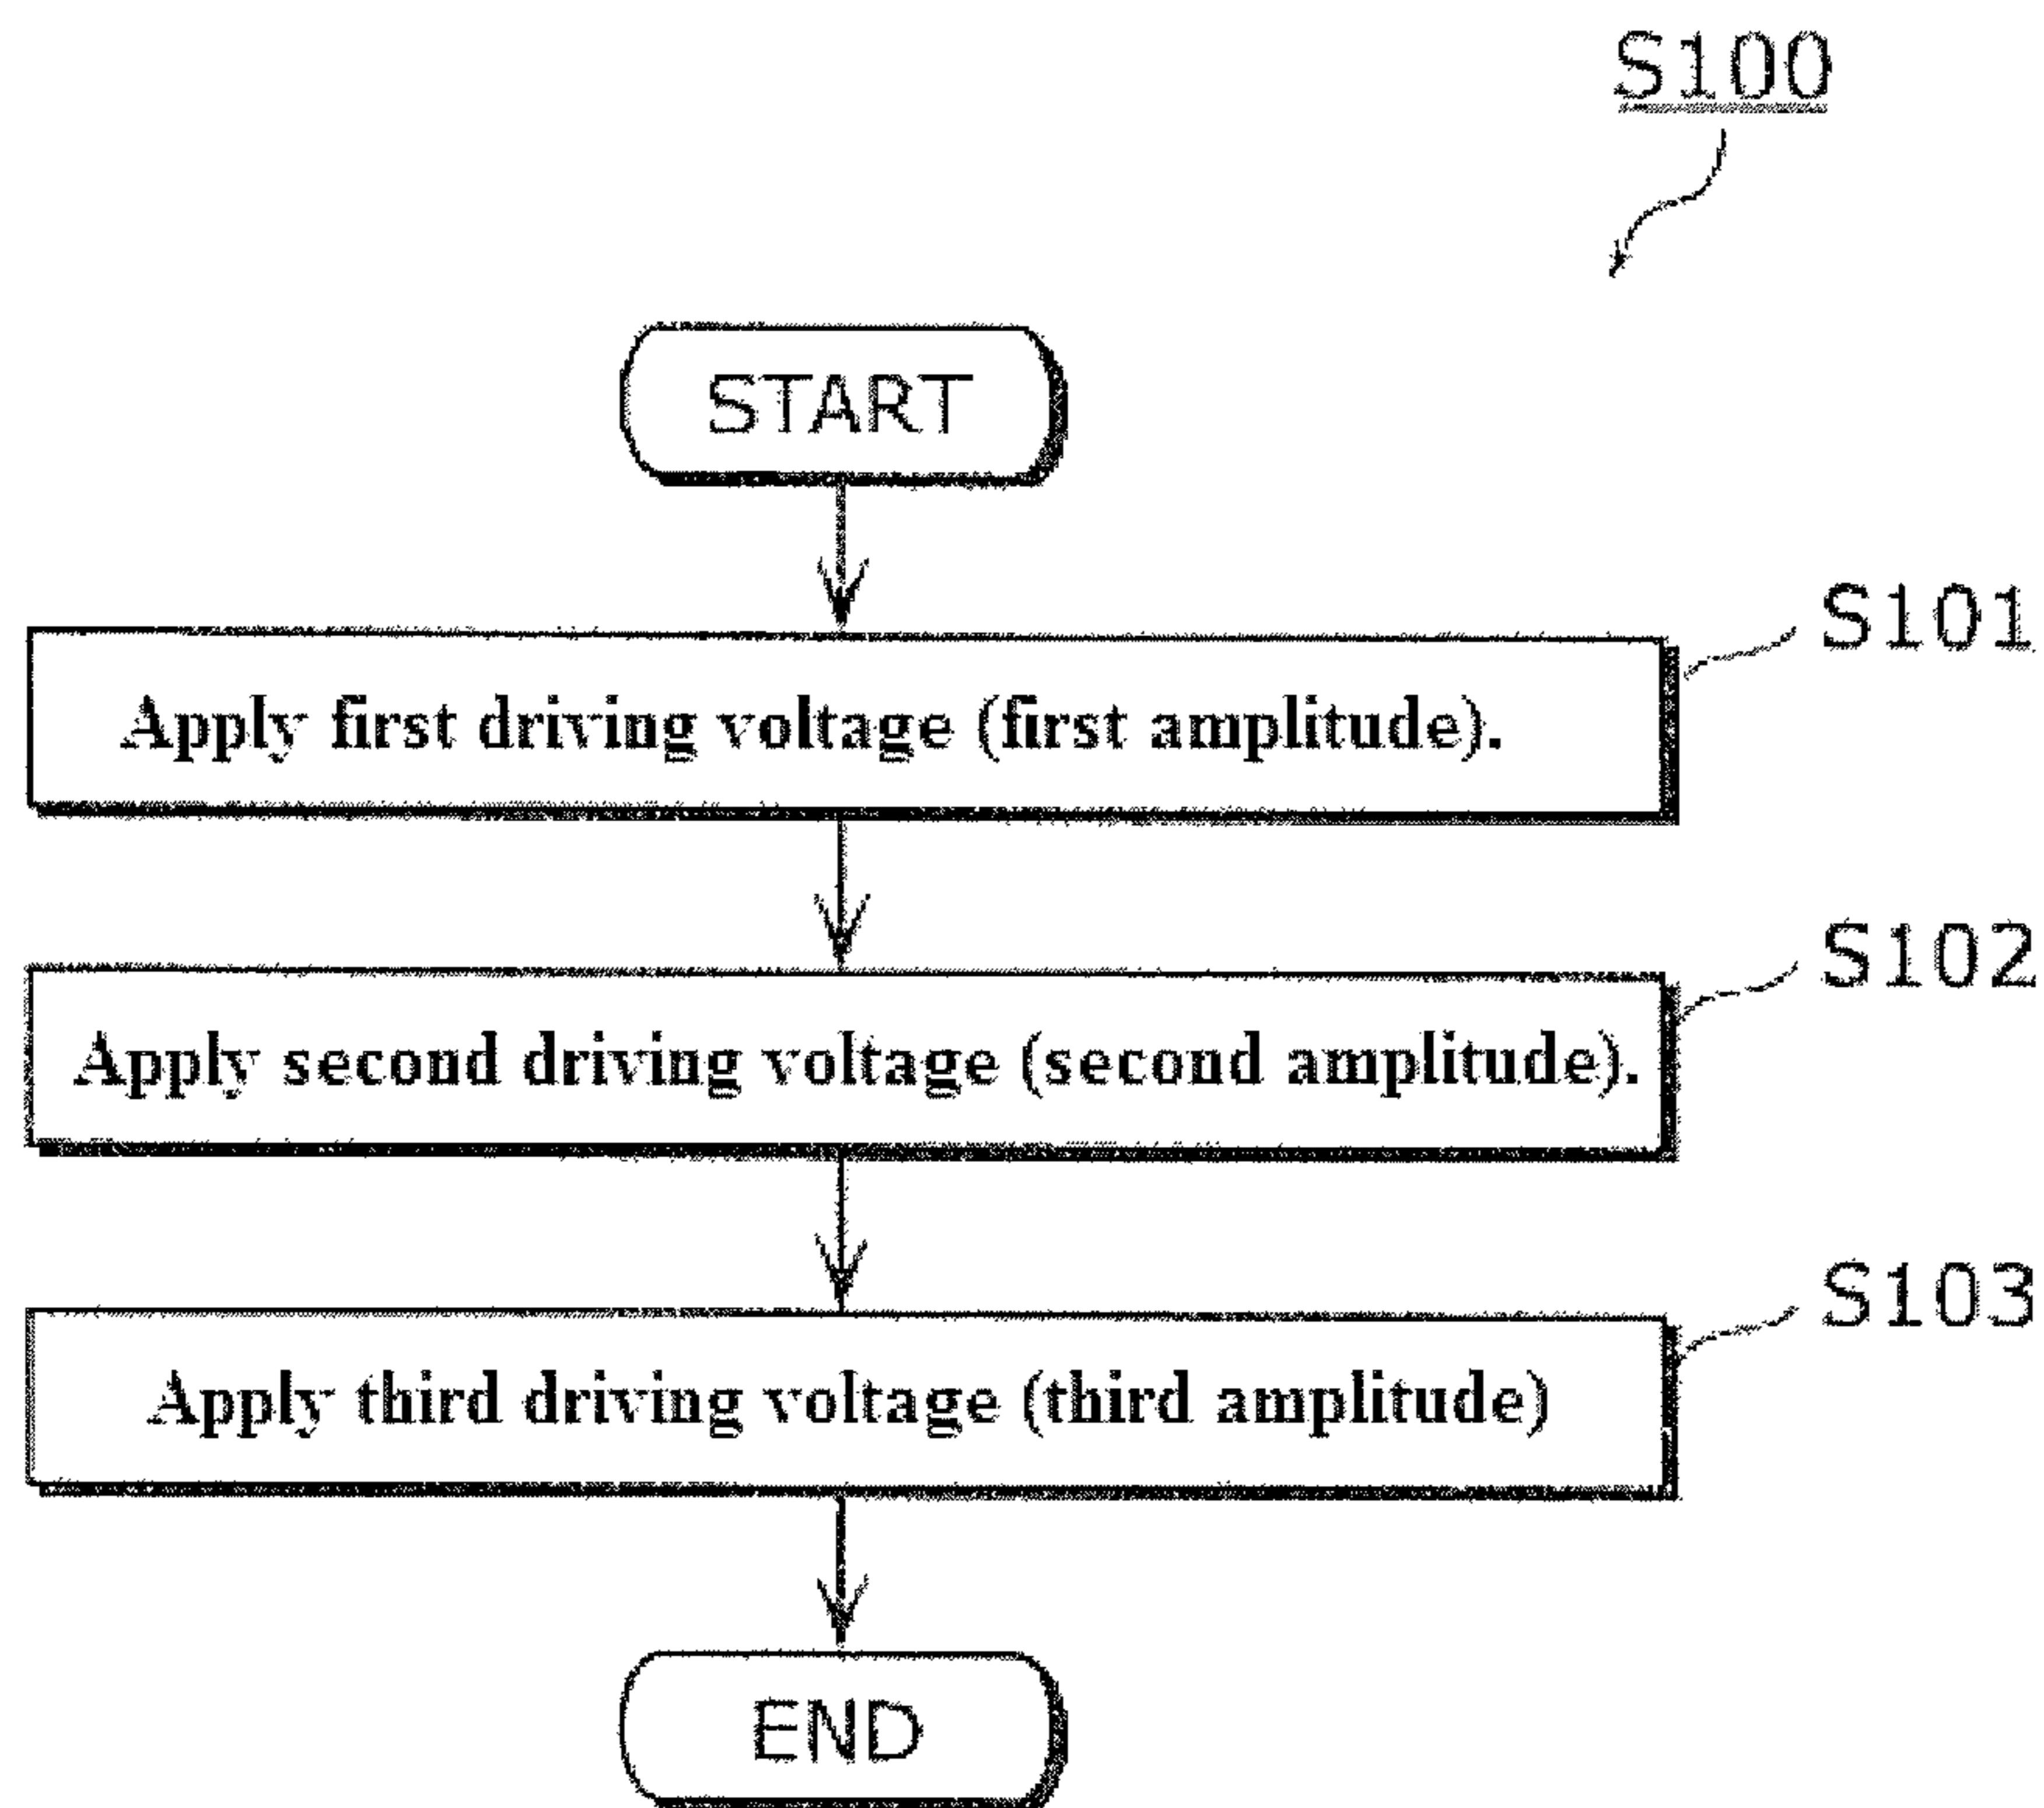 S100
START
S101
Apply first driving voltage (first amplitude).
S102
Apply second driving voltage (second amplitude).
S103
Apply third driving voltage (third amplitude)
END